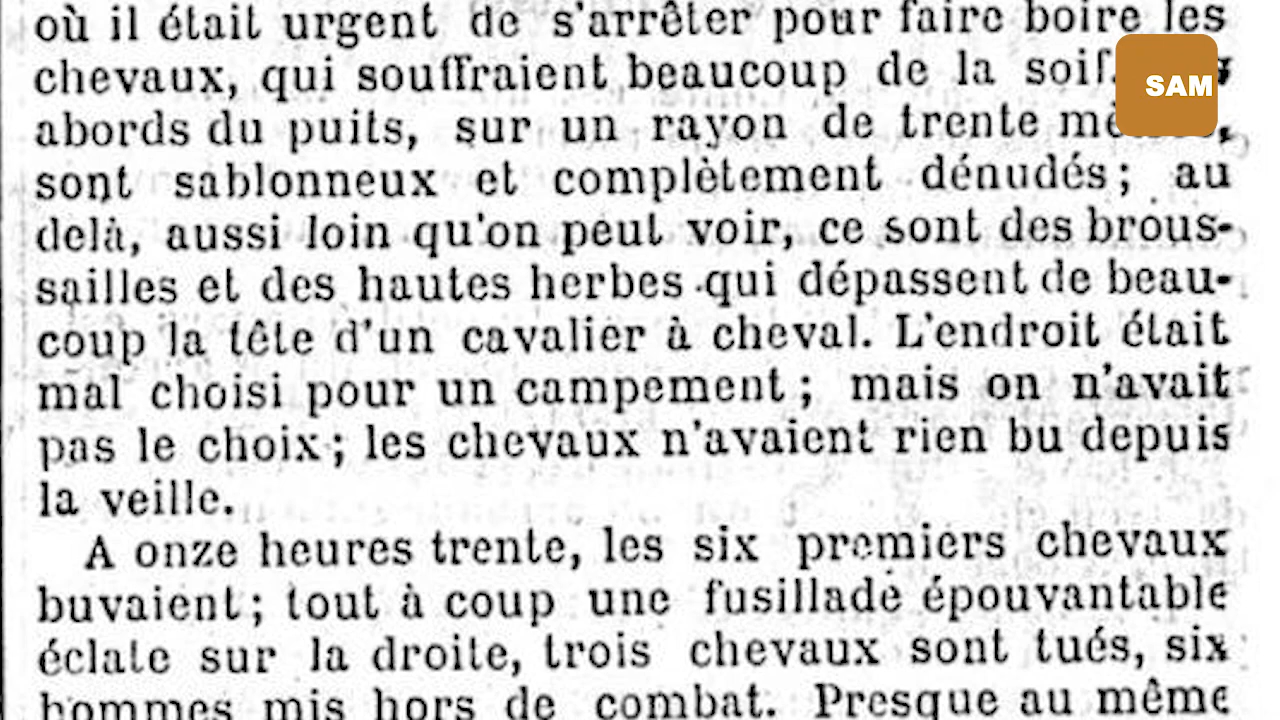 où il était urgent de s'arrêter pour faire boire les
chevaux, qui souffraient beaucoup de la soif.
SAM
abords du puits, sur un rayon de trente
sont sablonneux et complètement dénudés; au
delà, aussi loin qu'on peut voir, ce sont des brous-
sailles et des hautes herbes qui dépassent de beau-
coup la tête d'un cavalier à cheval. L'endroit était
mal choisi pour un campement; mais on n'avait
pas le choix; les chevaux n'avaient rien bu depuis
la veille.
A onze heures trente, les six premiers chevaux
buvaient; tout à coup une fusillade épouvantable
éclate sur la droite, trois chevaux sont tués, six
hommes mis hors de combat. Presque au même